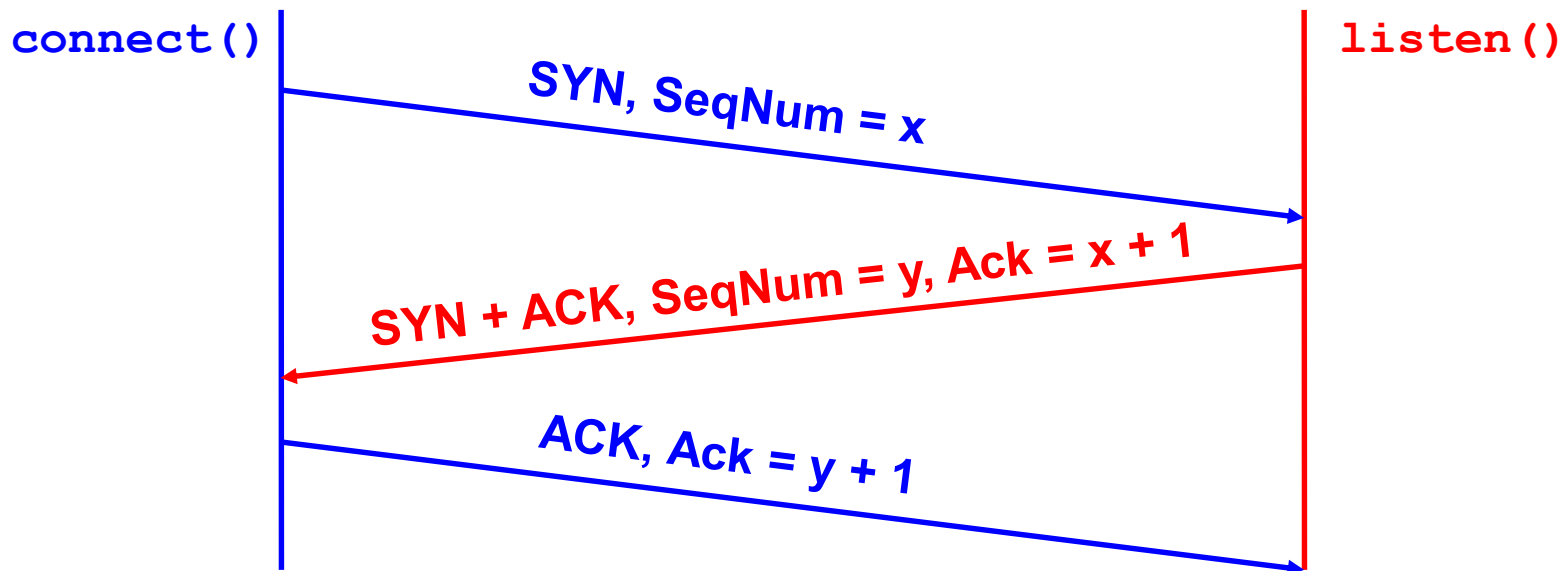 connect()
listen()
SYN, SeqNum = x
SYN + ACK, SeqNum = y, Ack = x + 1
ACK, Ack = y + 1